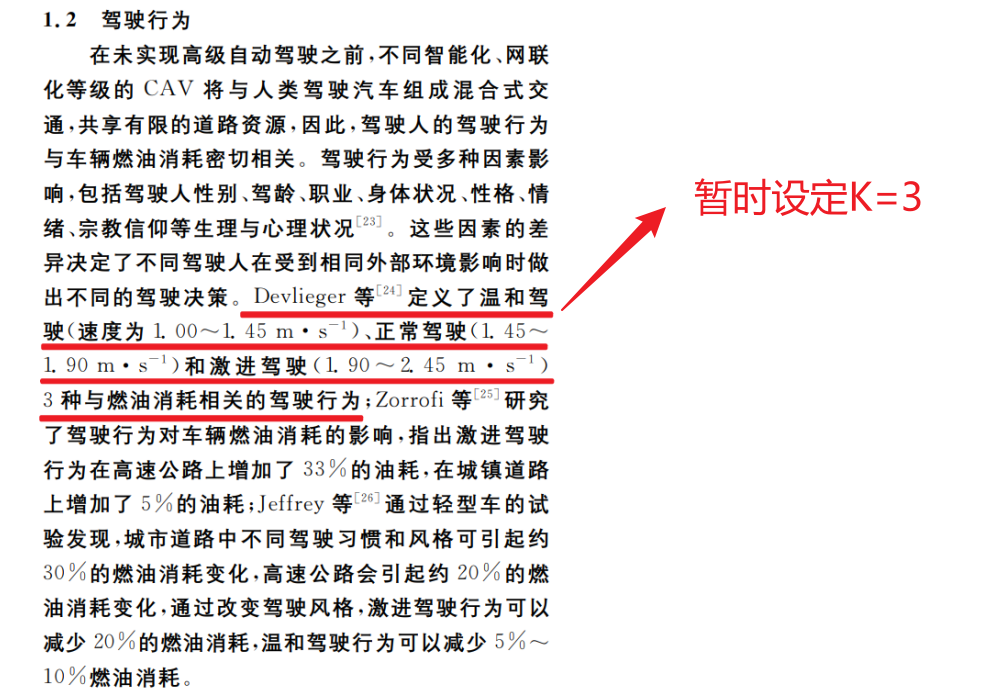 1.2 驾驶行为
在未实现高级自动驾驶之前,不同智能化、网联
化等级的 CAV 将与人类驾驶汽车组成混合式交
通,共享有限的道路资源,因此,驾驶人的驾驶行为
与车辆燃油消耗密切相关。驾驶行为受多种因素影
响,包括驾驶人性别、驾龄、职业、身体状况、性格、情
绪、宗教信仰等生理与心理状况[23]。这些因素的差
异决定了不同驾驶人在受到相同外部环境影响时做
出不同的驾驶决策。Devlieger 等[24]定义了温和驾
驶(速度为 1.00~1.45 m·s⁻¹)、正常驾驶(1.45~
1.90 m·s⁻¹)和激进驾驶(1.90~2.45 m·s⁻¹)
3 种与燃油消耗相关的驾驶行为;Zorrofi 等[25]研究
了驾驶行为对车辆燃油消耗的影响,指出激进驾驶
行为在高速公路上增加了 33%的油耗,在城镇道路
上增加了 5%的油耗;Jeffrey 等[26]通过轻型车的试
验发现,城市道路中不同驾驶习惯和风格可引起约
30%的燃油消耗变化,高速公路会引起约 20%的燃
油消耗变化,通过改变驾驶风格,激进驾驶行为可以
减少 20%的燃油消耗,温和驾驶行为可以减少 5%~
10%燃油消耗。
暂时设定K=3